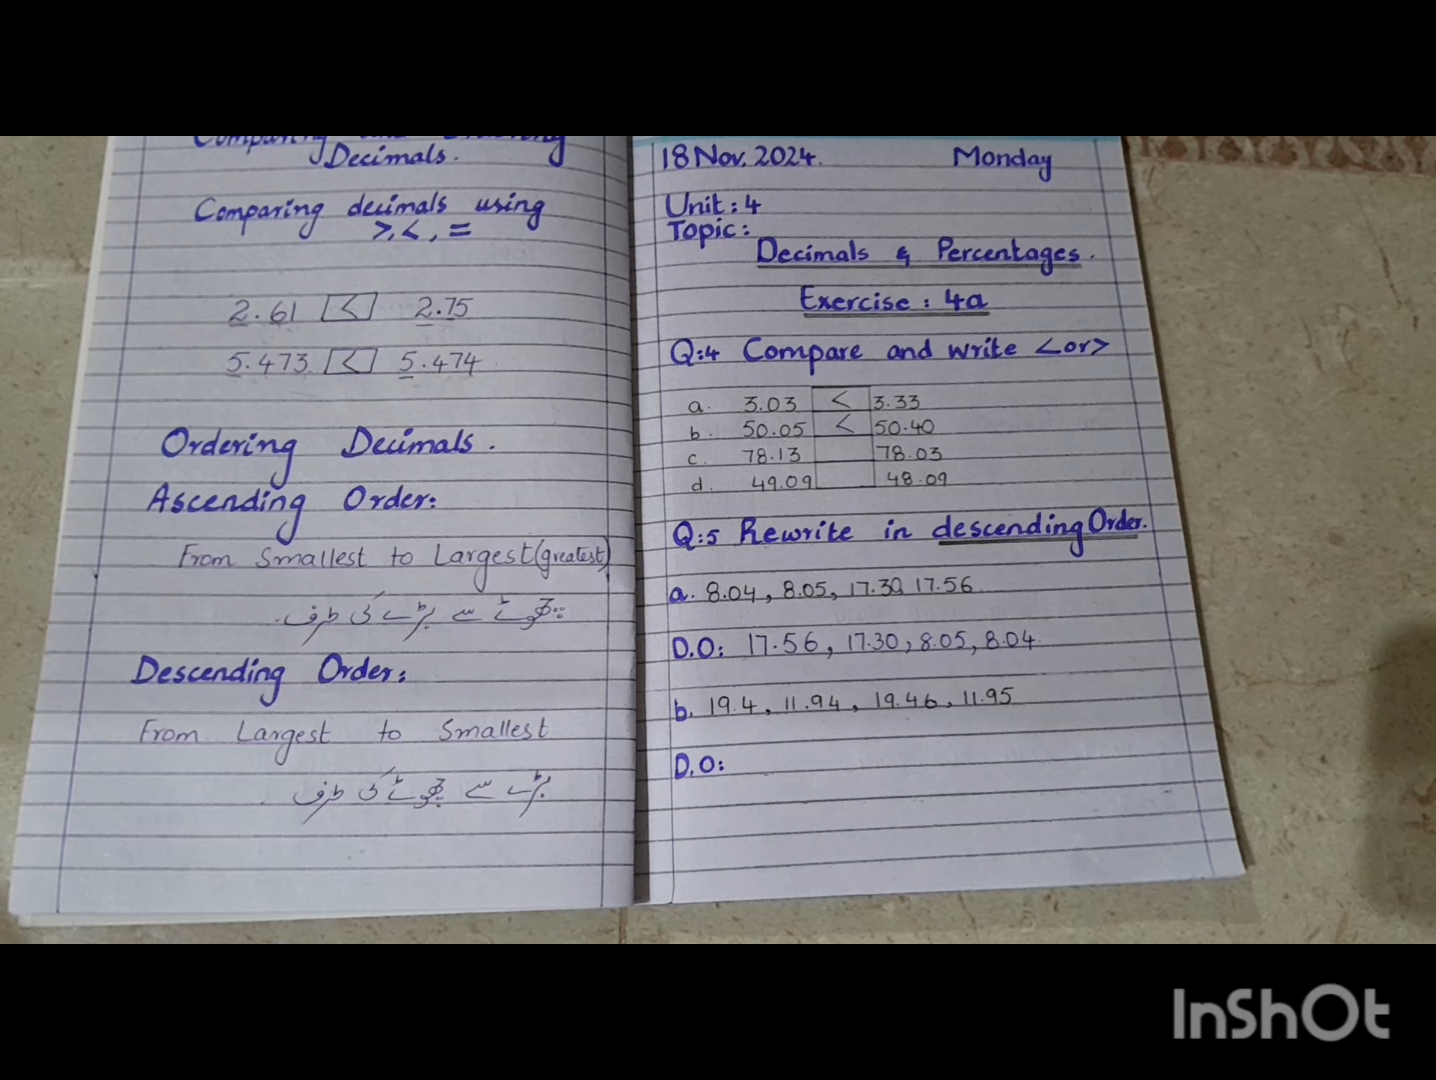 Comparing and Ordering
Decimals.
Comparing decimals using
>, <, =
2.61 < 2.75
5.473 < 5.474
Ordering Decimals.
Ascending Order:
From Smallest to Largest (greatest)
چھوٹے سے بڑے کی طرف۔
Descending Order:
From Largest to Smallest
بڑے سے چھوٹے کی طرف۔
18 Nov. 2024. Monday
Unit: 4
Topic:
Decimals & Percentages.
Exercise: 4a
Q:4 Compare and write < or >
a. 3.03 < 3.33
b. 50.05 < 50.40
c. 78.13 78.03
d. 49.09 48.09
Q:5 Rewrite in descending Order.
a. 8.04, 8.05, 17.30, 17.56
D.O: 17.56, 17.30, 8.05, 8.04
b. 19.4, 11.94, 19.46, 11.95
D.O:
InShOt